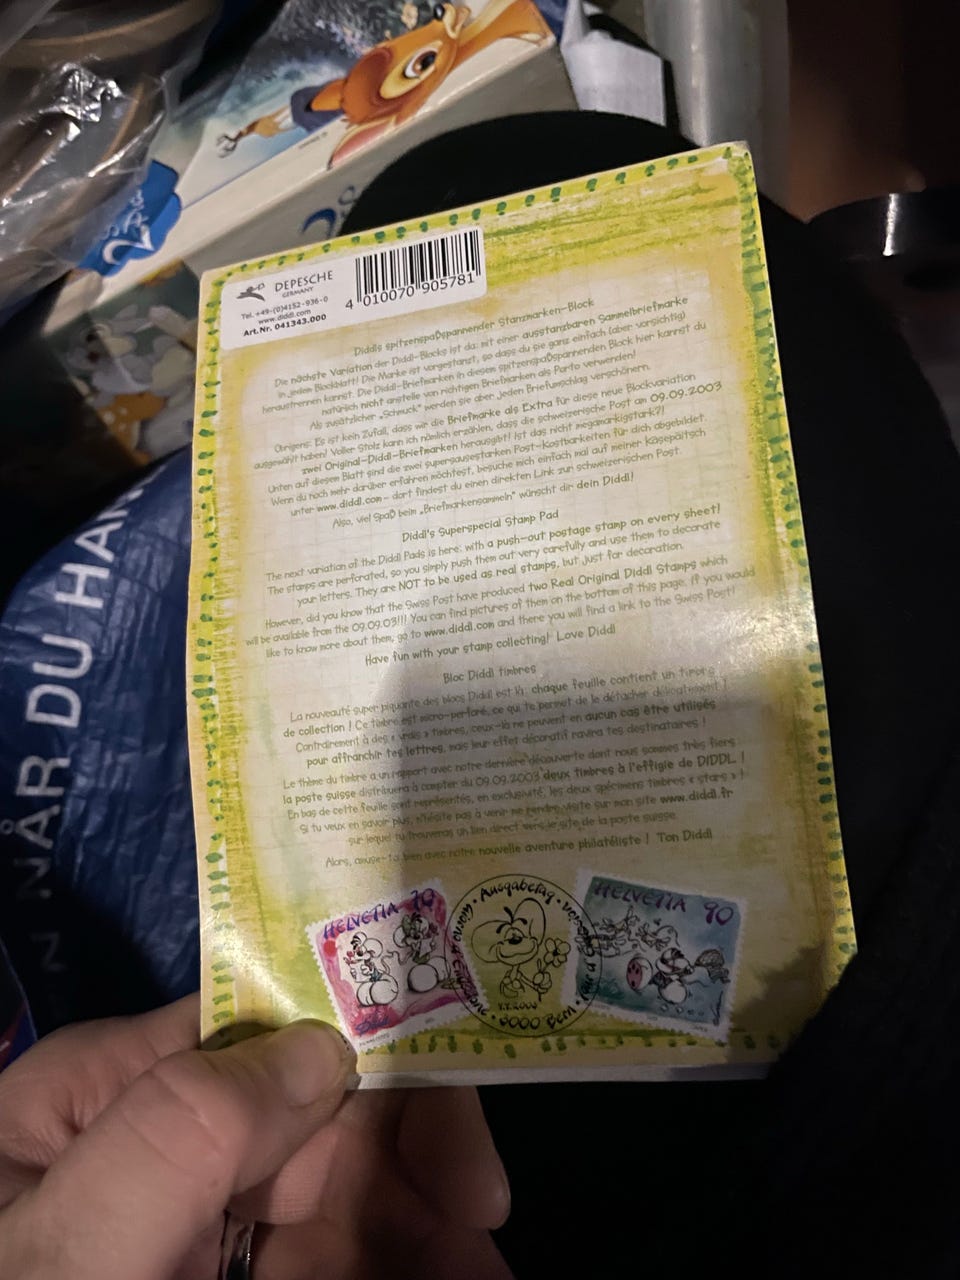 NÅR DU HAN
DEPESCHE
GERMANY
Tel. +49-(0)4152-936-0
www.diddl.com
Art.Nr. 041343.000
4 010070 905781
Diddls spitzenspaßspannender Stanzmarken-Block
Die nächste Variation der Diddl-Blocks ist da: mit einer ausstanzbaren Sammelbriefmarke
in jedem Blockblatt! Die Marke ist vorgestanzt, so dass du sie ganz einfach (aber vorsichtig)
heraustrennen kannst. Die Diddl-Briefmarken in diesem spitzenspaßspannenden Block hier kannst du
natürlich nicht anstelle von richtigen Briefmarken als Porto verwenden!
Als zusätzlicher „Schmuck" werden sie aber jeden Briefumschlag verschönern.
Übrigens: Es ist kein Zufall, dass wir die Briefmarke als Extra für diese neue Blockvariation
ausgewählt haben! Voller Stolz kann ich nämlich erzählen, dass die schweizerische Post am 09.09.2003
zwei Original-Diddl-Briefmarken herausgibt! Ist das nicht megamarkigstark?!
Unten auf diesem Blatt sind die zwei supersausestarken Post-Kostbarkeiten für dich abgebildet.
Wenn du noch mehr darüber erfahren möchtest, besuche mich einfach mal auf meiner Käsepaitsch
unter www.diddl.com - dort findest du einen direkten Link zur schweizerischen Post.
Also, viel Spaß beim „Briefmarkensammeln" wünscht dir dein Diddl!
Diddl's Superspecial Stamp Pad
The next variation of the Diddl Pads is here: with a push-out postage stamp on every sheet!
The stamps are perforated, so you simply push them out very carefully and use them to decorate
your letters. They are NOT to be used as real stamps, but just for decoration.
However, did you know that the Swiss Post have produced two Real Original Diddl Stamps which
will be available from the 09.09.03!!! You can find pictures of them on the bottom of this page. If you would
like to know more about them, go to www.diddl.com and there you will find a link to the Swiss Post!
Have fun with your stamp collecting! Love Diddl
Bloc Diddl timbres
La nouveauté super piquante des blocs Diddl est là: chaque feuille contient un timbre
de collection ! Ce timbre est micro-perforé, ce qui te permet de le détacher délicatement !
Contrairement à des « vrais » timbres, ceux-là ne peuvent en aucun cas être utilisés
pour affranchir tes lettres, mais leur effet décoratif ravira tes destinataires !
Le thème du timbre a un rapport avec notre dernière découverte dont nous sommes très fiers
la poste suisse distribuera à compter du 09.09.2003 deux timbres à l'effigie de DIDDL !
En bas de cette feuille sont représentés, en exclusivité, les deux spécimens timbres « stars » !
Si tu veux en savoir plus, n'hésite pas à venir me rendre visite sur mon site www.diddl.fr
sur lequel tu trouveras un lien direct vers le site de la poste suisse.
Alors, amuse-toi bien avec notre nouvelle aventure philatéliste ! Ton Diddl
HELVETIA 70
Ausgabetag
9.9.2003
3000 Bern
HELVETIA 90